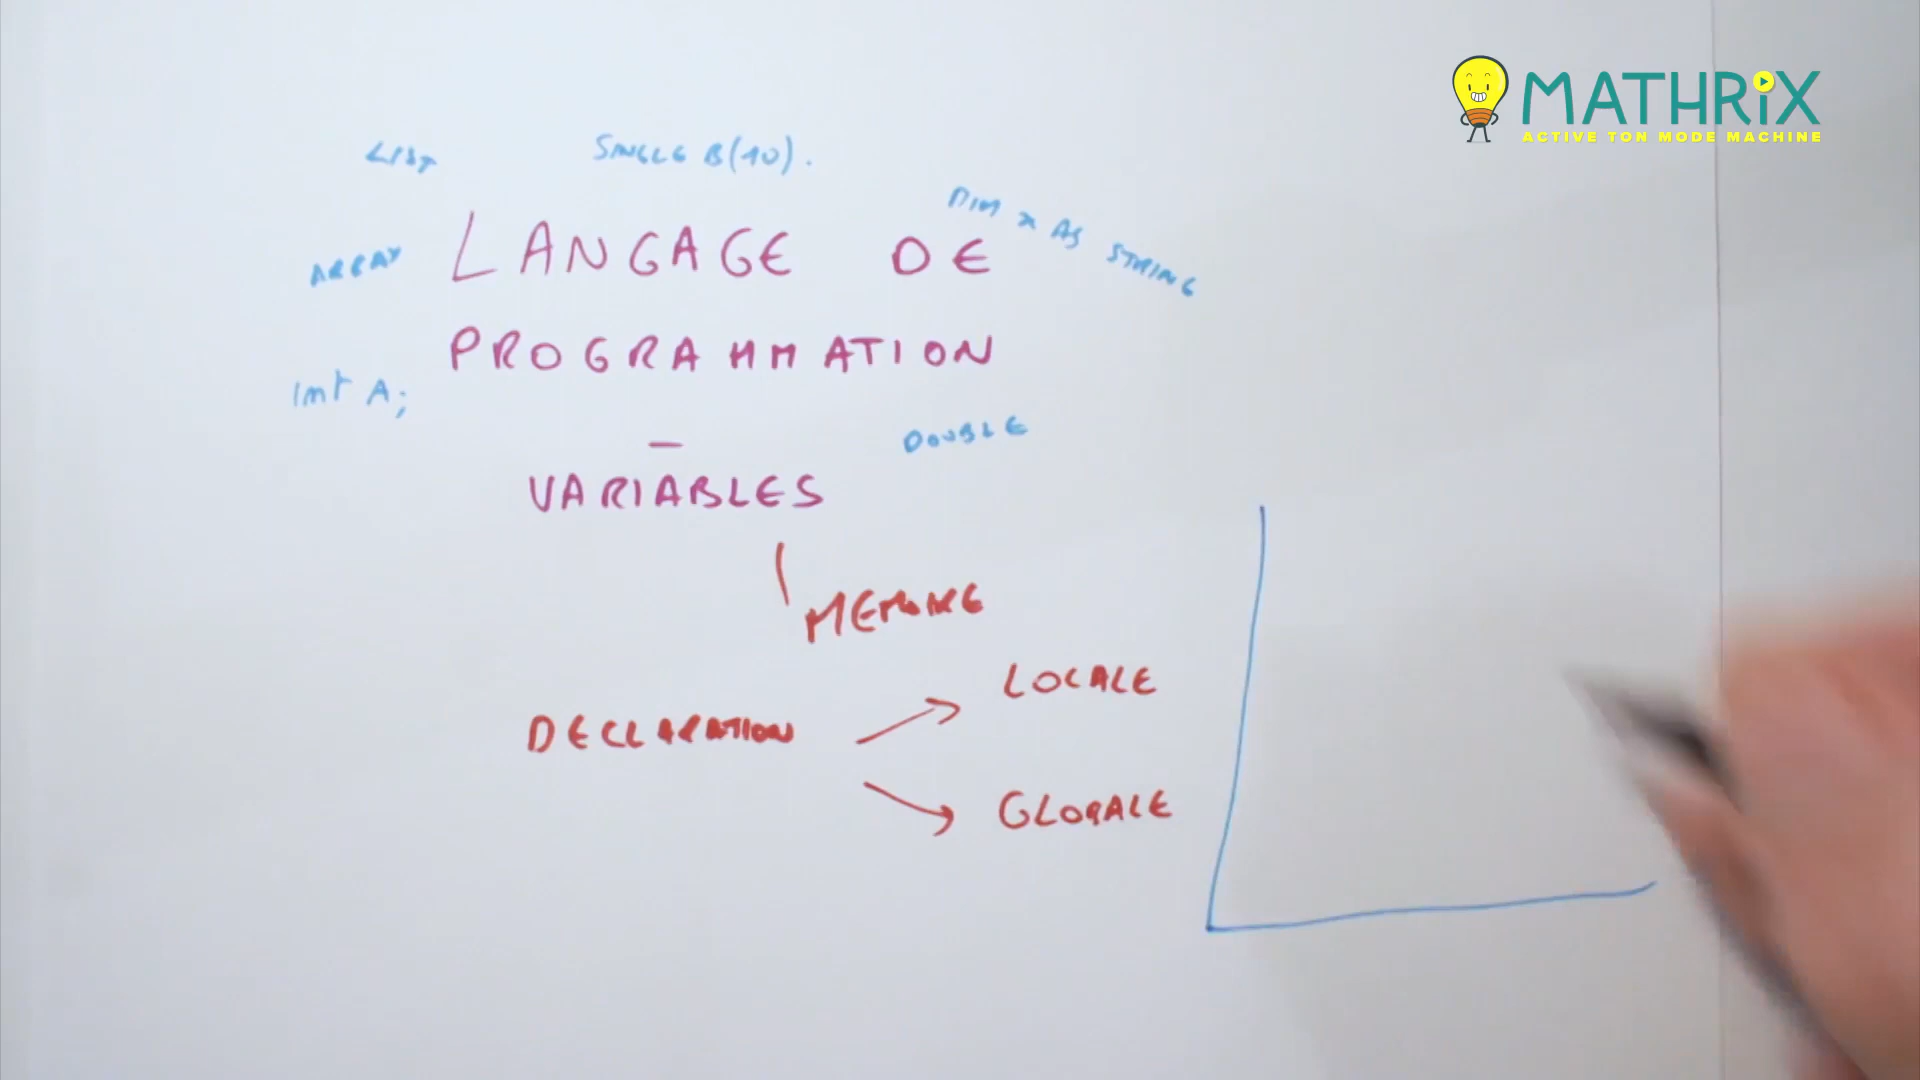 MATHRiX
ACTIVE TON MODE MACHINE
LIST
SINGLE B(10).
DIM x AS STRING
ARRAY
LANGAGE DE
PROGRAMMATION
Int A;
DOUBLE
–
VARIABLES
MEMOIRE
LOCALE
DECLARATION
GLOBALE